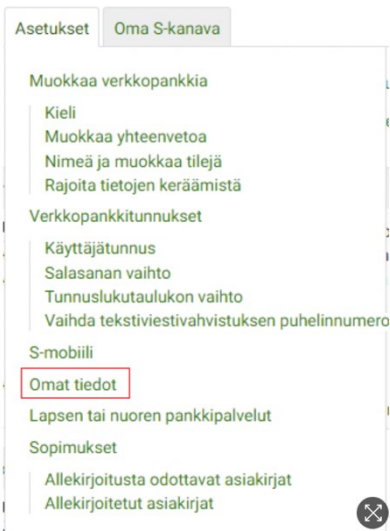 Asetukset
Oma S-kanava
Muokkaa verkkopankkia
Kieli
Muokkaa yhteenvetoa
Nimeä ja muokkaa tilejä
Rajoita tietojen keräämistä
Verkkopankkitunnukset
Käyttäjätunnus
Salasanan vaihto
Tunnuslukutaulukon vaihto
Vaihda tekstiviestivahvistuksen puhelinnumero
S-mobiili
Omat tiedot
Lapsen tai nuoren pankkipalvelut
Sopimukset
Allekirjoitusta odottavat asiakirjat
Allekirjoitetut asiakirjat